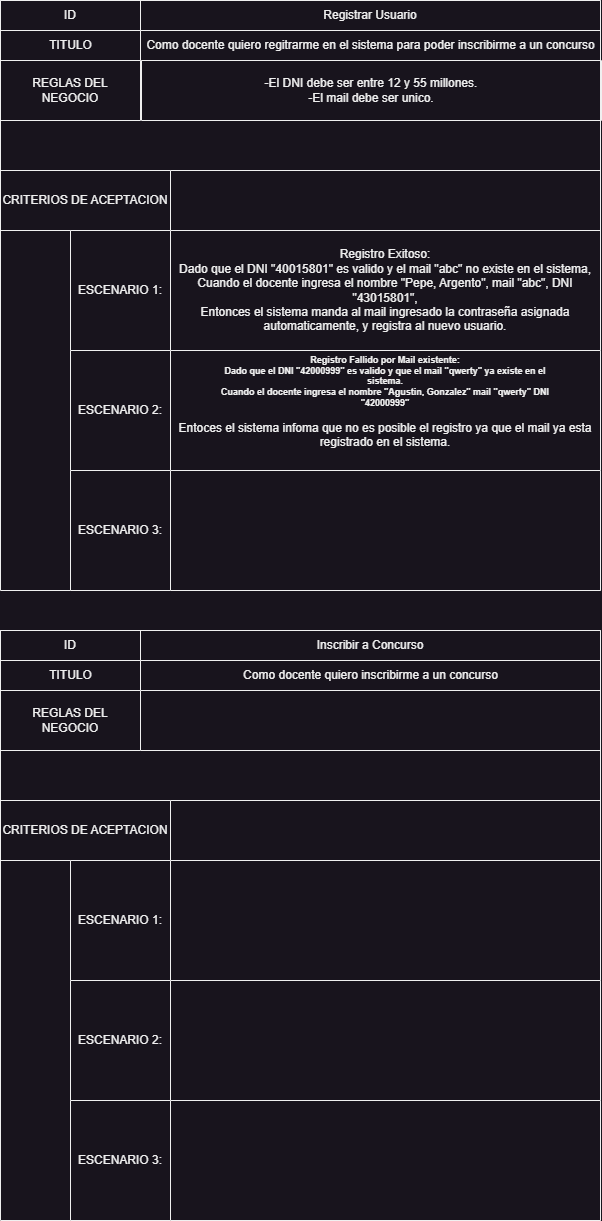 ID
Registrar Usuario
TITULO
Como docente quiero regitrarme en el sistema para poder inscribirme a un concurso
REGLAS DEL
NEGOCIO
-El DNI debe ser entre 12 y 55 millones.
-El mail debe ser unico.
CRITERIOS DE ACEPTACION
ESCENARIO 1:
Registro Exitoso:
Dado que el DNI "40015801" es valido y el mail "abc" no existe en el sistema,
Cuando el docente ingresa el nombre "Pepe, Argento", mail "abc", DNI
"43015801",
Entonces el sistema manda al mail ingresado la contraseña asignada
automaticamente, y registra al nuevo usuario.
ESCENARIO 2:
Registro Fallido por Mail existente:
Dado que el DNI "42000999" es valido y que el mail "qwerty" ya existe en el
sistema.
Cuando el docente ingresa el nombre "Agustin, Gonzalez" mail "qwerty" DNI
"42000999"
Entoces el sistema infoma que no es posible el registro ya que el mail ya esta
registrado en el sistema.
ESCENARIO 3:
ID
Inscribir a Concurso
TITULO
Como docente quiero inscribirme a un concurso
REGLAS DEL
NEGOCIO
CRITERIOS DE ACEPTACION
ESCENARIO 1:
ESCENARIO 2:
ESCENARIO 3: